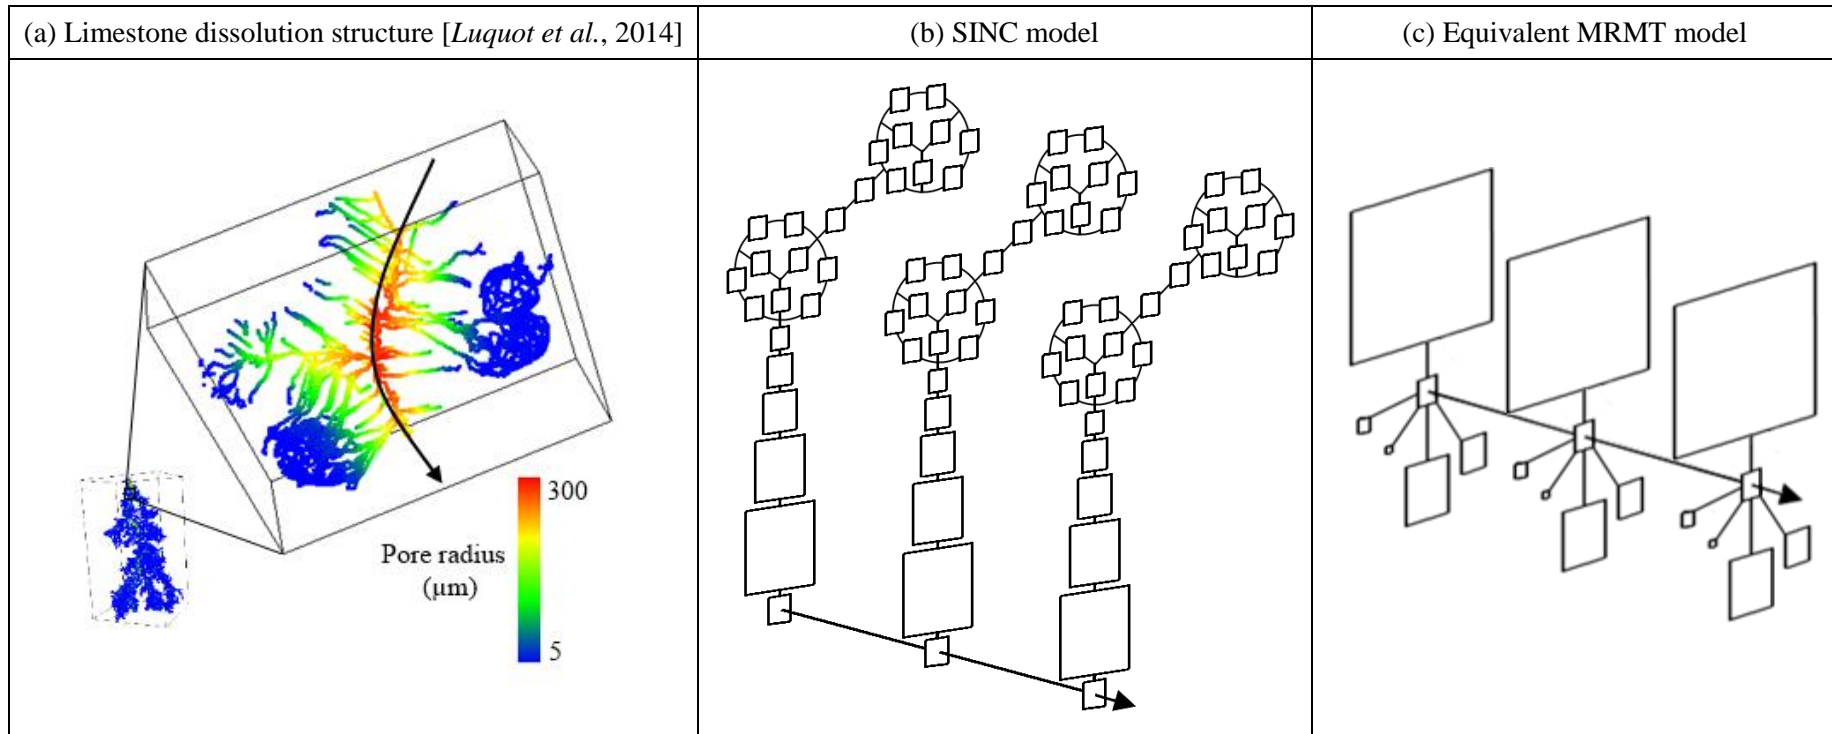 (a) Limestone dissolution structure [Luquot et al., 2014]
(b) SINC model
(c) Equivalent MRMT model
300
Pore radius
(µm)
5